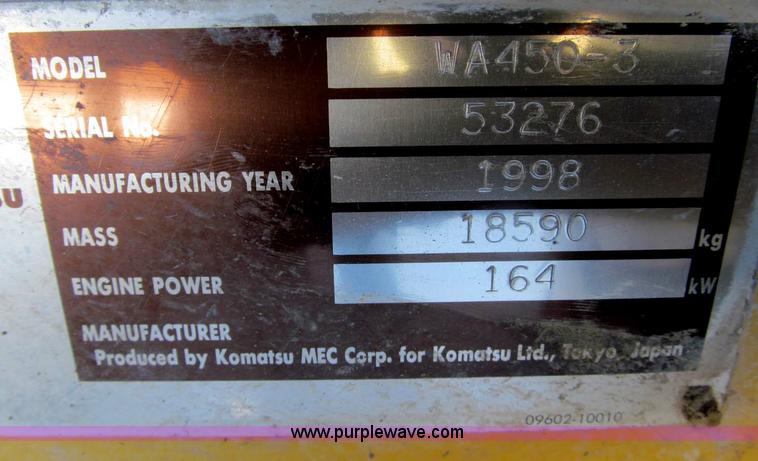 MODEL WA450-3
SERIAL No. 53276
MANUFACTURING YEAR 1998
MASS 18590 kg
ENGINE POWER 164 kW
MANUFACTURER
Produced by Komatsu MEC Corp. for Komatsu Ltd., Tokyo, Japan
09602-10010
www.purplewave.com